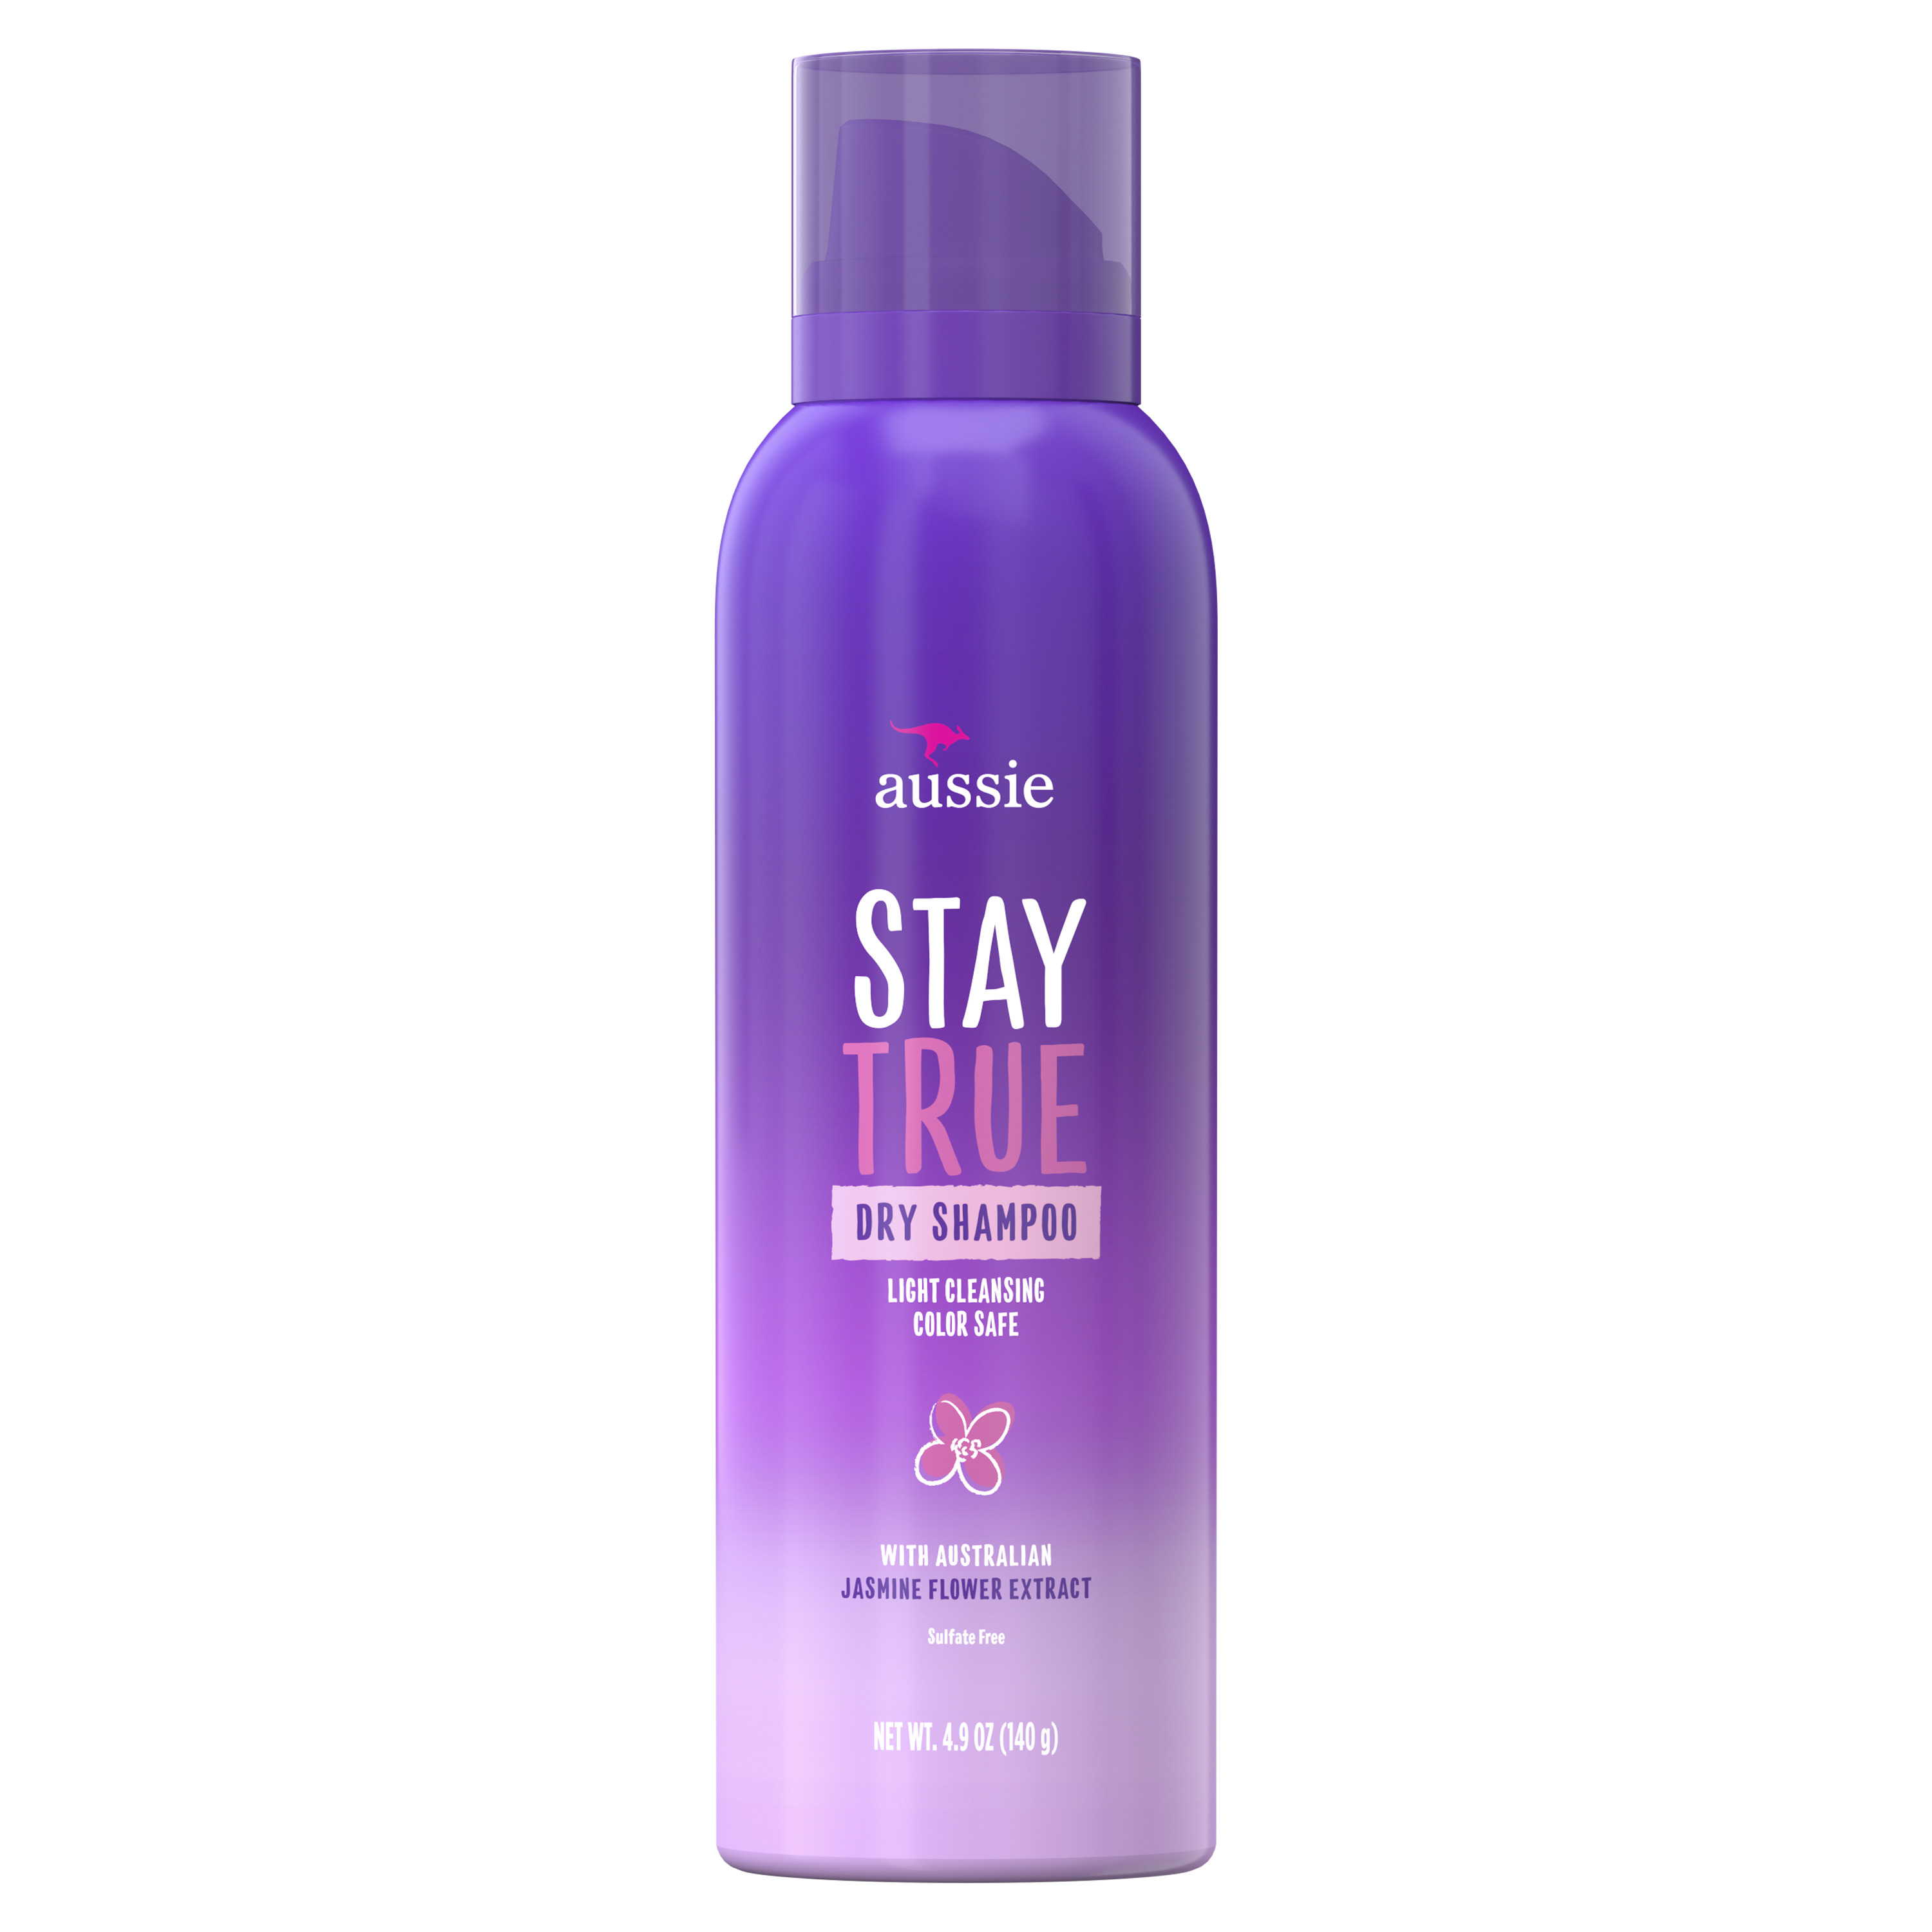 aussie
STAY
TRUE
DRY SHAMPOO
LIGHT CLEANSING
COLOR SAFE
WITH AUSTRALIAN
JASMINE FLOWER EXTRACT
Sulfate Free
NET WT. 4.9 OZ (140 g)